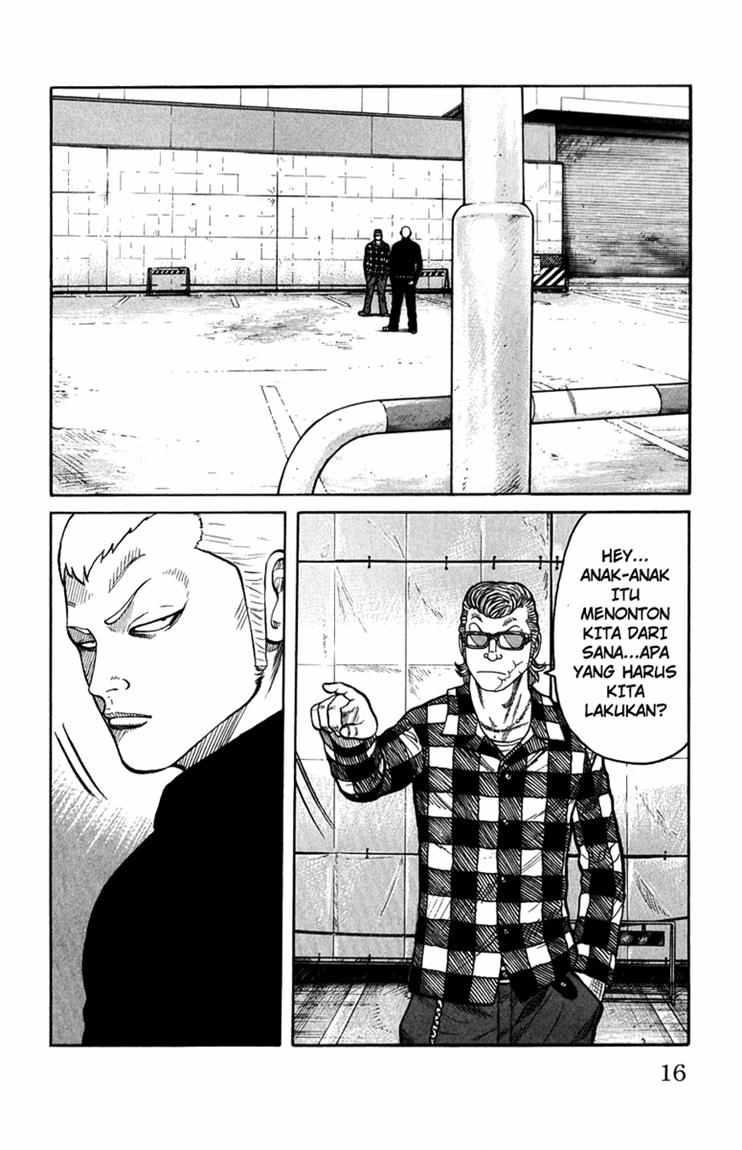 HEY...
ANAK-ANAK
ITU
MENONTON
KITA DARI
SANA...APA
YANG HARUS
KITA
LAKUKAN?
16